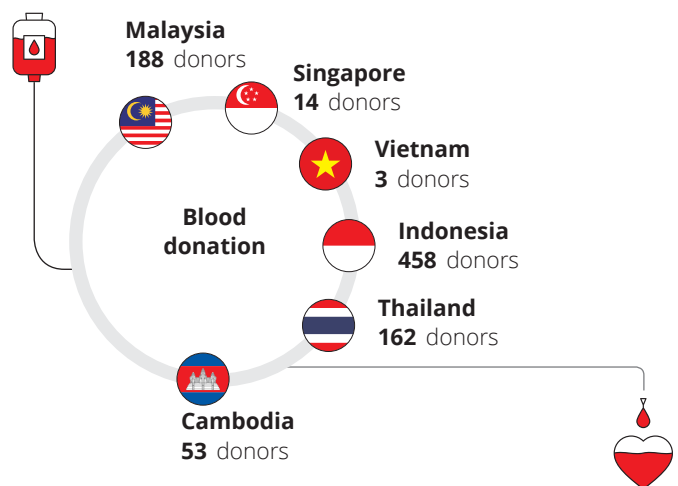 Malaysia
188 donors
Singapore
14 donors
Vietnam
3 donors
Blood
donation
Indonesia
458 donors
Thailand
162 donors
Cambodia
53 donors